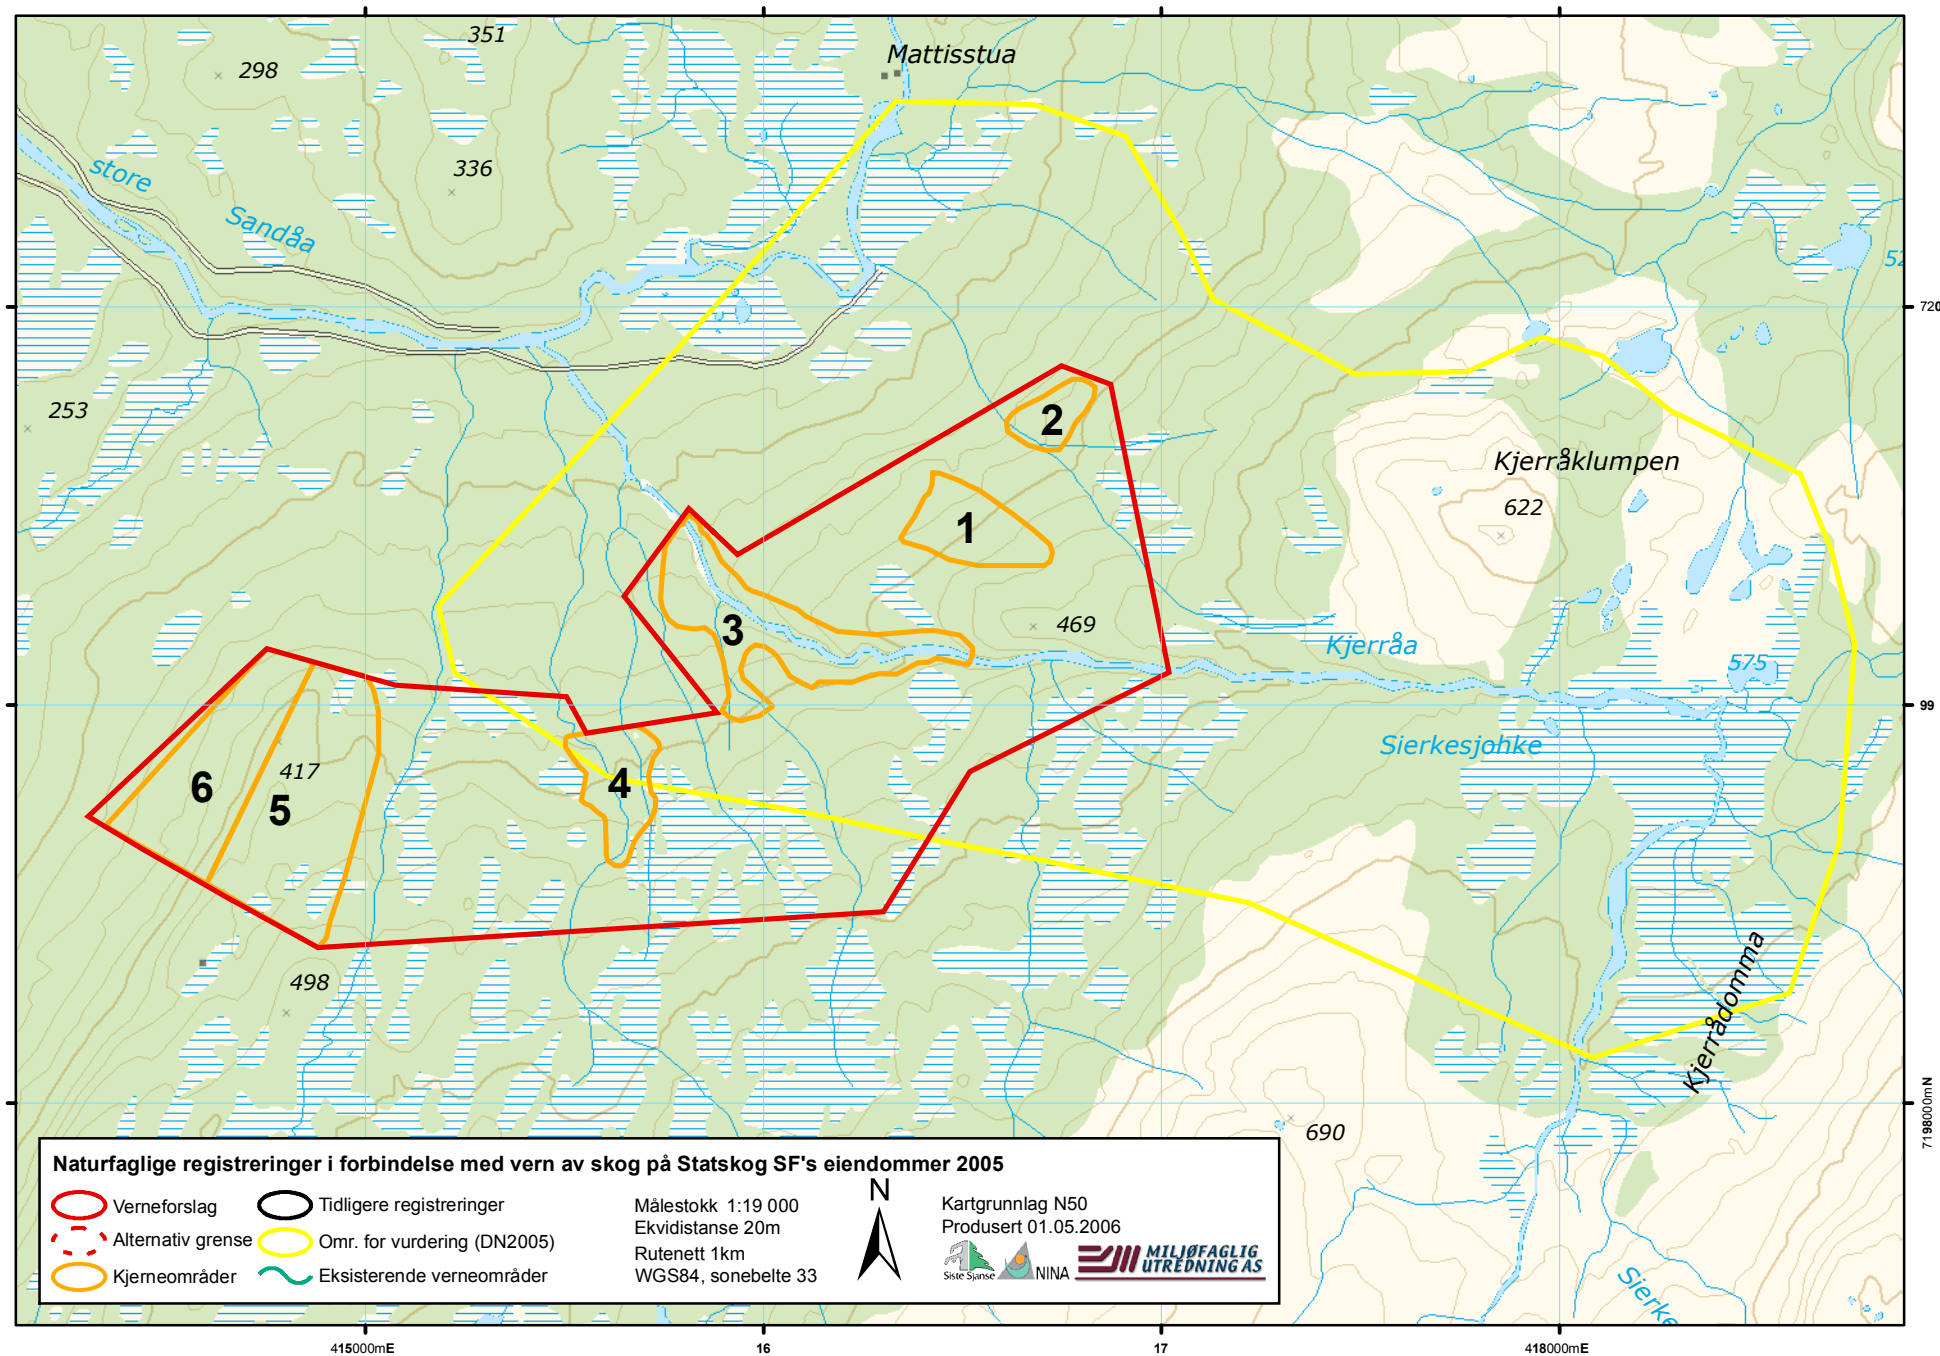 351
Mattisstua
298
store
336
Sandåa
52
720
253
Kjerråklumpen
2
622
1
469
3
Kjerråa
575
99
Sierkesjohke
417
6
5
4
498
Kjerrådomma
690
7198000mN
Sierke
Naturfaglige registreringer i forbindelse med vern av skog på Statskog SF's eiendommer 2005
Verneforslag
Alternativ grense
Kjerneområder
Tidligere registreringer
Omr. for vurdering (DN2005)
Eksisterende verneområder
Målestokk 1:19 000
Ekvidistanse 20m
Rutenett 1km
WGS84, sonebelte 33
N
Kartgrunnlag N50
Produsert 01.05.2006
Siste Sjanse
NINA
MILJØFAGLIG
UTREDNING AS
415000mE
16
17
418000mE